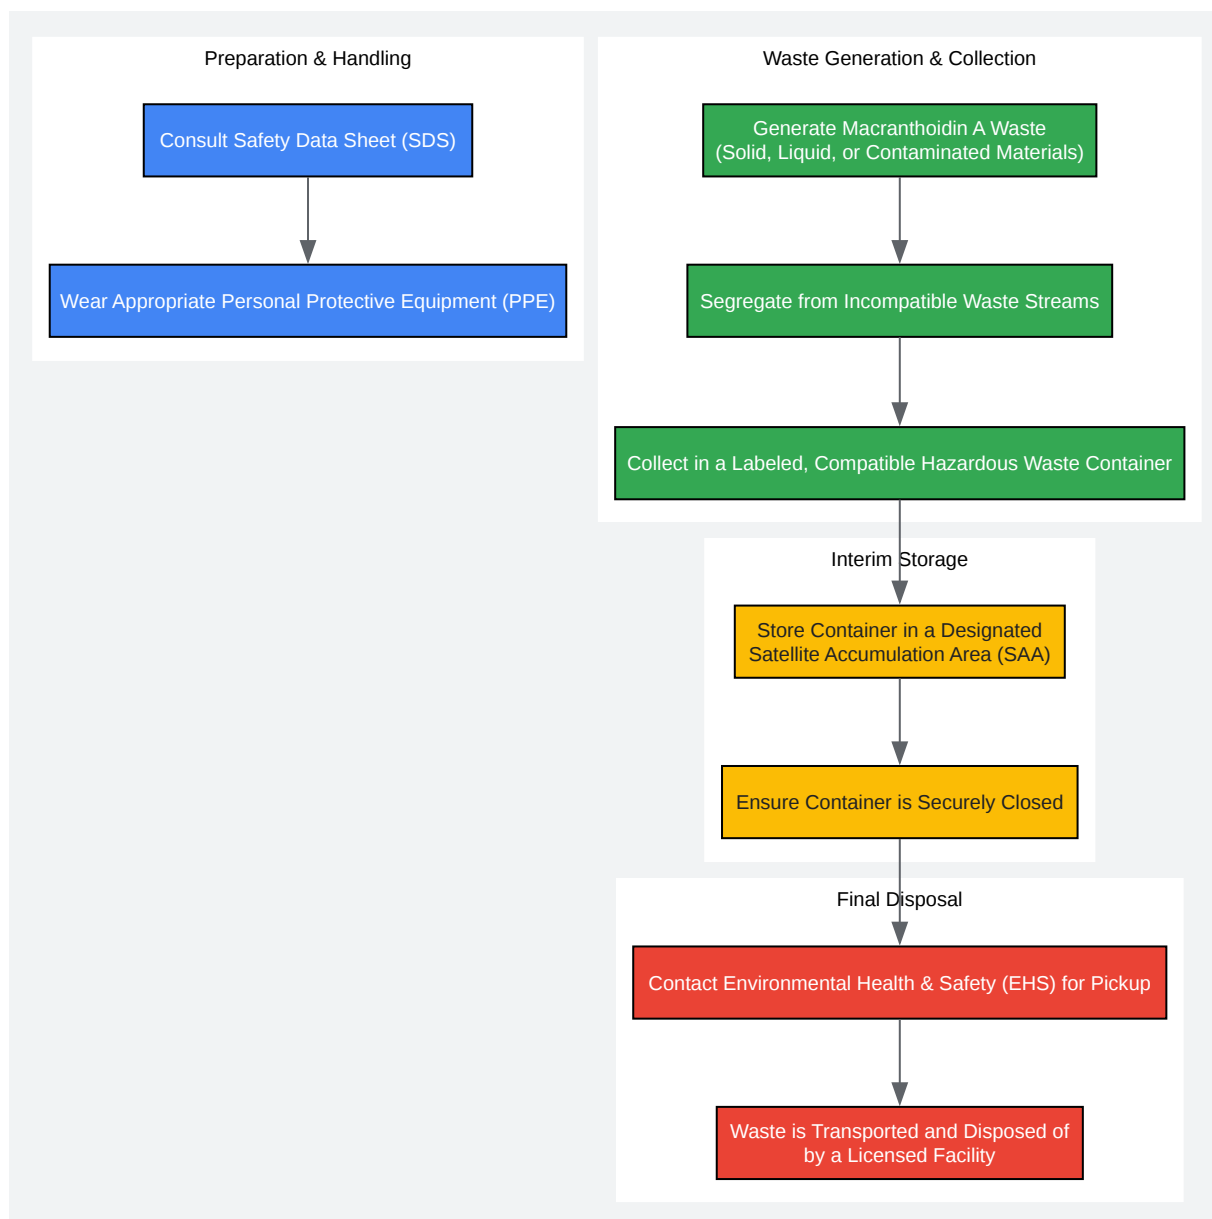 Preparation & Handling
Consult Safety Data Sheet (SDS)
Wear Appropriate Personal Protective Equipment (PPE)
Waste Generation & Collection
Generate Macranthoidin A Waste
(Solid, Liquid, or Contaminated Materials)
Segregate from Incompatible Waste Streams
Collect in a Labeled, Compatible Hazardous Waste Container
Interim Storage
Store Container in a Designated
Satellite Accumulation Area (SAA)
Ensure Container is Securely Closed
Final Disposal
Contact Environmental Health & Safety (EHS) for Pickup
Waste is Transported and Disposed of
by a Licensed Facility